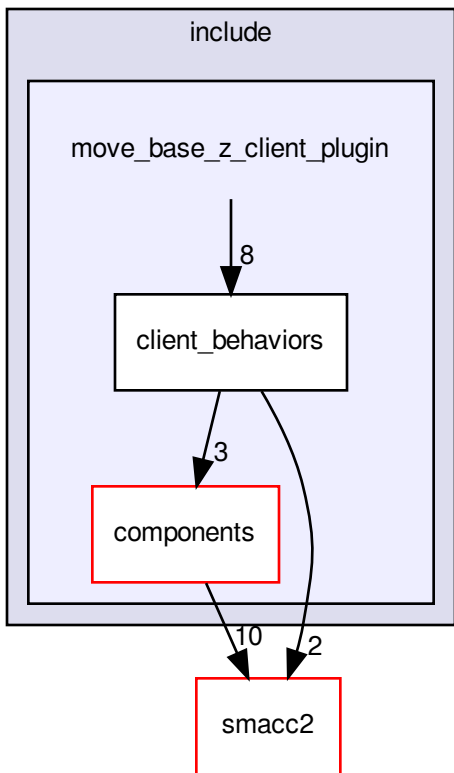 include
move_base_z_client_plugin
8
client_behaviors
3
components
10
2
smacc2